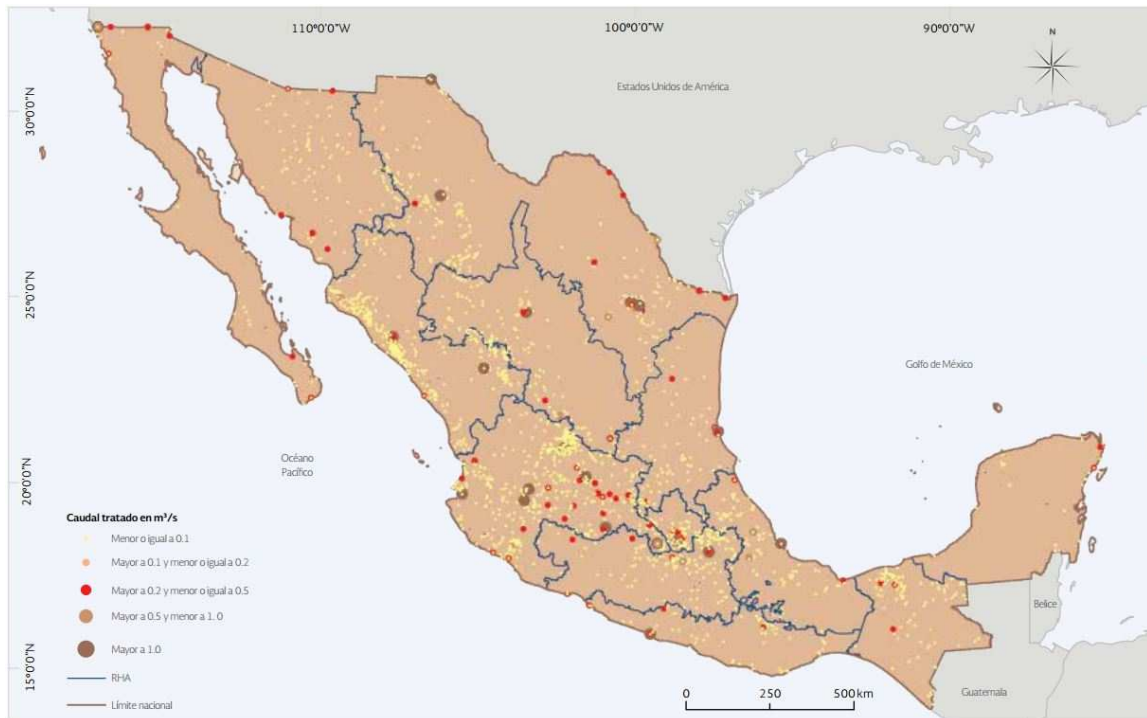 110°0'0"W
100°0'0"W
90°0'0"W
N
Estados Unidos de América
30°0'0"N
25°0'0"N
Golfo de México
Océano
Pacífico
20°0'0"N
Caudal tratado en m³/s
Menor o igual a 0.1
Mayor a 0.1 y menor o igual a 0.2
Mayor a 0.2 y menor o igual a 0.5
Mayor a 0.5 y menor a 1. 0
Mayor a 1.0
Belice
15°0'0"N
RHA
Límite nacional
0 250 500 km
Guatemala